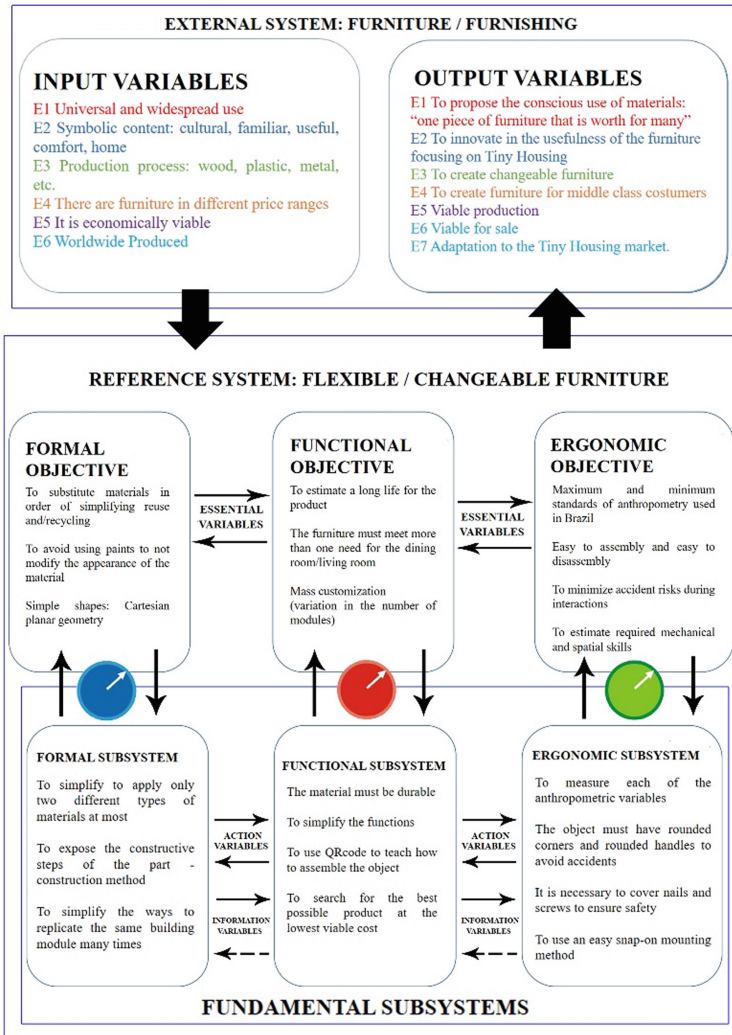 EXTERNAL SYSTEM: FURNITURE / FURNISHING
INPUT VARIABLES
E1 Universal and widespread use
E2 Symbolic content: cultural, familiar, useful,
comfort, home
E3 Production process: wood, plastic, metal,
etc.
E4 There are furniture in different price ranges
E5 It is economically viable
E6 Worldwide Produced
OUTPUT VARIABLES
E1 To propose the conscious use of materials:
“one piece of furniture that is worth for many”
E2 To innovate in the usefulness of the furniture
focusing on Tiny Housing
E3 To create changeable furniture
E4 To create furniture for middle class costumers
E5 Viable production
E6 Viable for sale
E7 Adaptation to the Tiny Housing market.
REFERENCE SYSTEM: FLEXIBLE / CHANGEABLE FURNITURE
FORMAL
OBJECTIVE
To substitute materials in
order of simplifying reuse
and/recycling
To avoid using paints to not
modify the appearance of the
material
Simple shapes: Cartesian
planar geometry
ESSENTIAL
VARIABLES
FUNCTIONAL
OBJECTIVE
To estimate a long life for the
product
The furniture must meet more
than one need for the dining
room/living room
Mass customization
(variation in the number of
modules)
ESSENTIAL
VARIABLES
ERGONOMIC
OBJECTIVE
Maximum and minimum
standards of anthropometry used
in Brazil
Easy to assembly and easy to
disassembly
To minimize accident risks during
interactions
To estimate required mechanical
and spatial skills
FORMAL SUBSYSTEM
To simplify to apply only
two different types of
materials at most
To expose the constructive
steps of the part -
construction method
To simplify the ways to
replicate the same building
module many times
ACTION
VARIABLES
INFORMATION
VARIABLES
FUNCTIONAL SUBSYSTEM
The material must be durable
To simplify the functions
To use QRcode to teach how
to assemble the object
To search for the best
possible product at the
lowest viable cost
ACTION
VARIABLES
INFORMATION
VARIABLES
ERGONOMIC SUBSYSTEM
To measure each of the
anthropometric variables
The object must have rounded
corners and rounded handles to
avoid accidents
It is necessary to cover nails and
screws to ensure safety
To use an easy snap-on mounting
method
FUNDAMENTAL SUBSYSTEMS